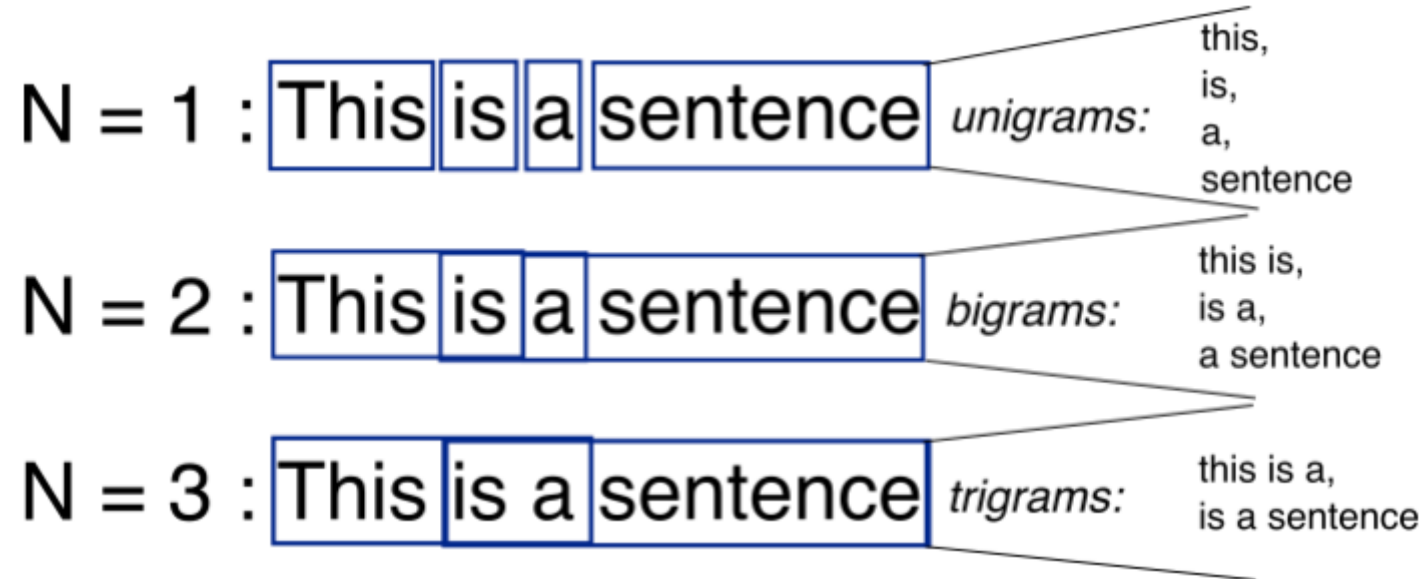 N = 1 : This is a sentence unigrams:
this,
is,
a,
sentence
N = 2 : This is a sentence bigrams:
this is,
is a,
a sentence
N = 3 : This is a sentence trigrams:
this is a,
is a sentence